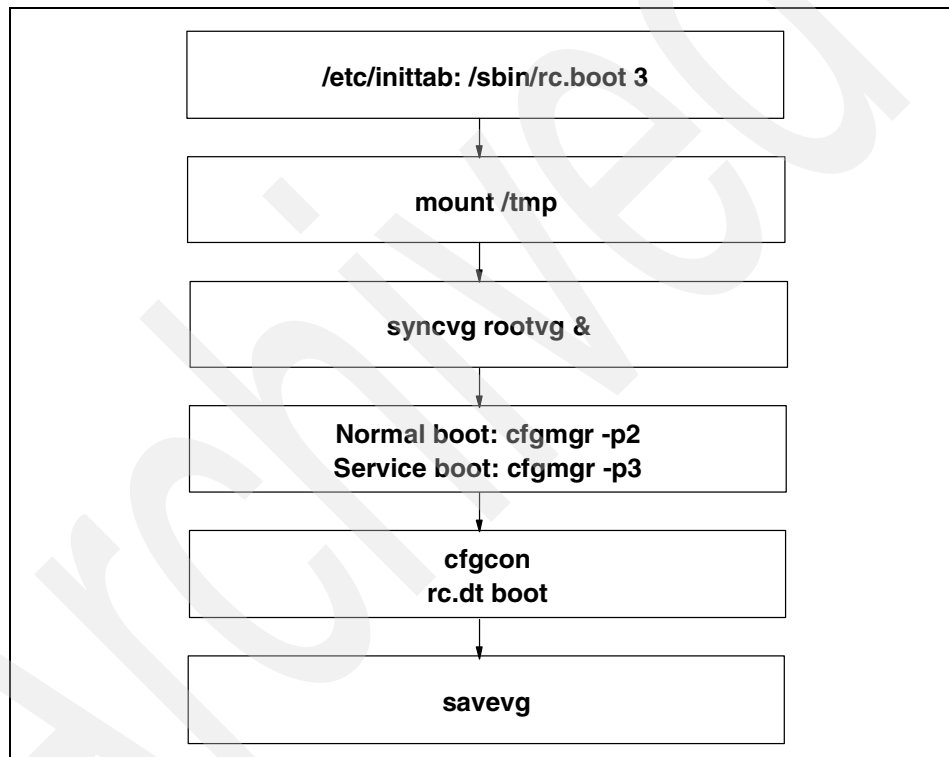 /etc/inittab: /sbin/rc.boot 3
mount /tmp
syncvg rootvg &
Normal boot: cfgmgr -p2
Service boot: cfgmgr -p3
cfgcon
rc.dt boot
savevg
Archived